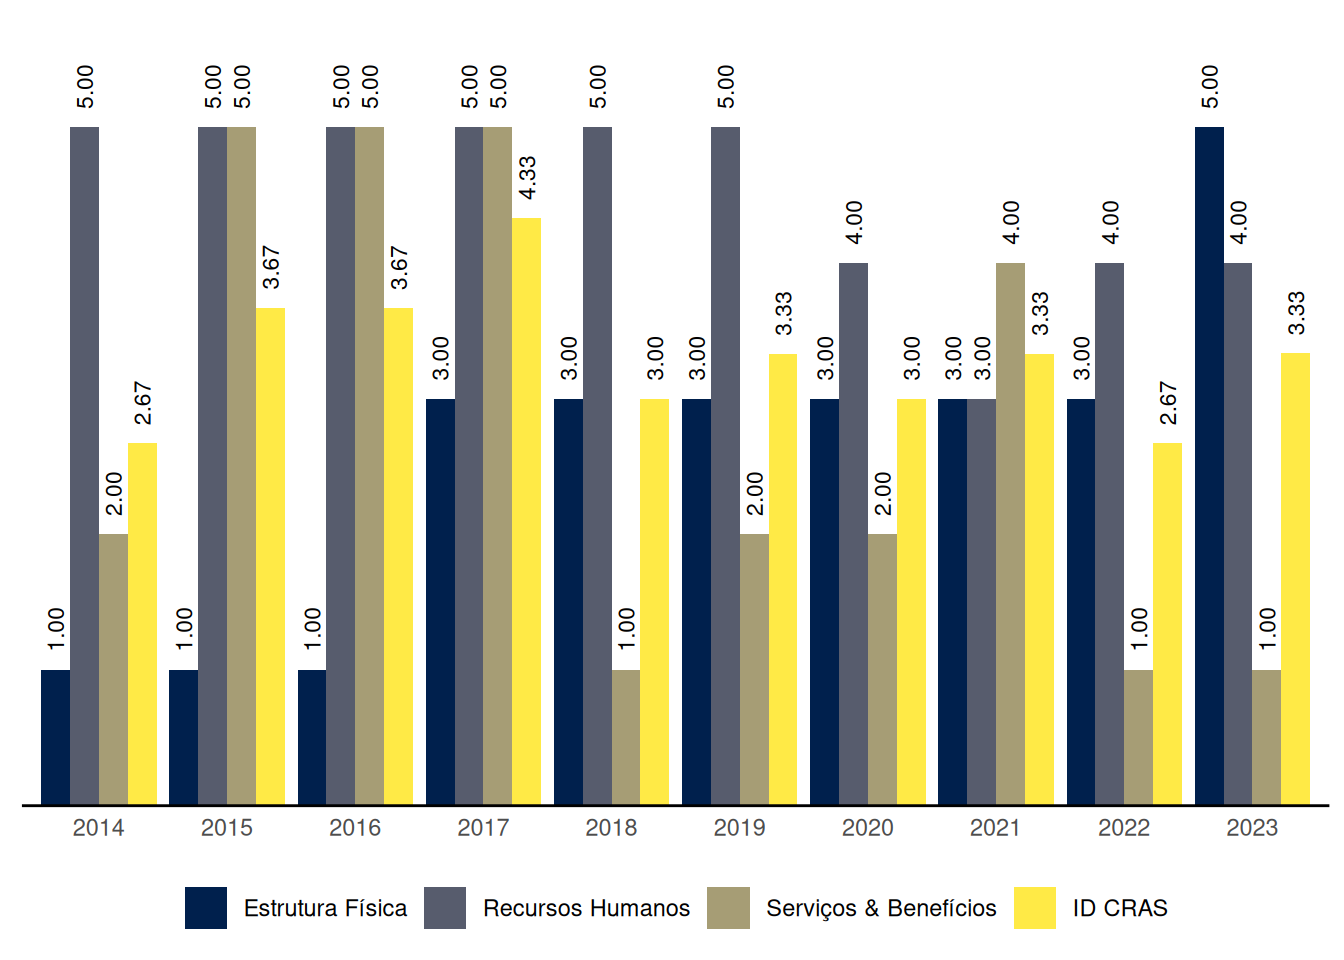 1.00 5.00 2.00 2.67
1.00 5.00 5.00 3.67
1.00 5.00 5.00 3.67
3.00 5.00 5.00 4.33
3.00 5.00 1.00 3.00
3.00 5.00 2.00 3.33
3.00 4.00 2.00 3.00
3.00 3.00 4.00 3.33
3.00 4.00 1.00 2.67
5.00 4.00 1.00 3.33
2014 2015 2016 2017 2018 2019 2020 2021 2022 2023
Estrutura Física Recursos Humanos Serviços & Benefícios ID CRAS